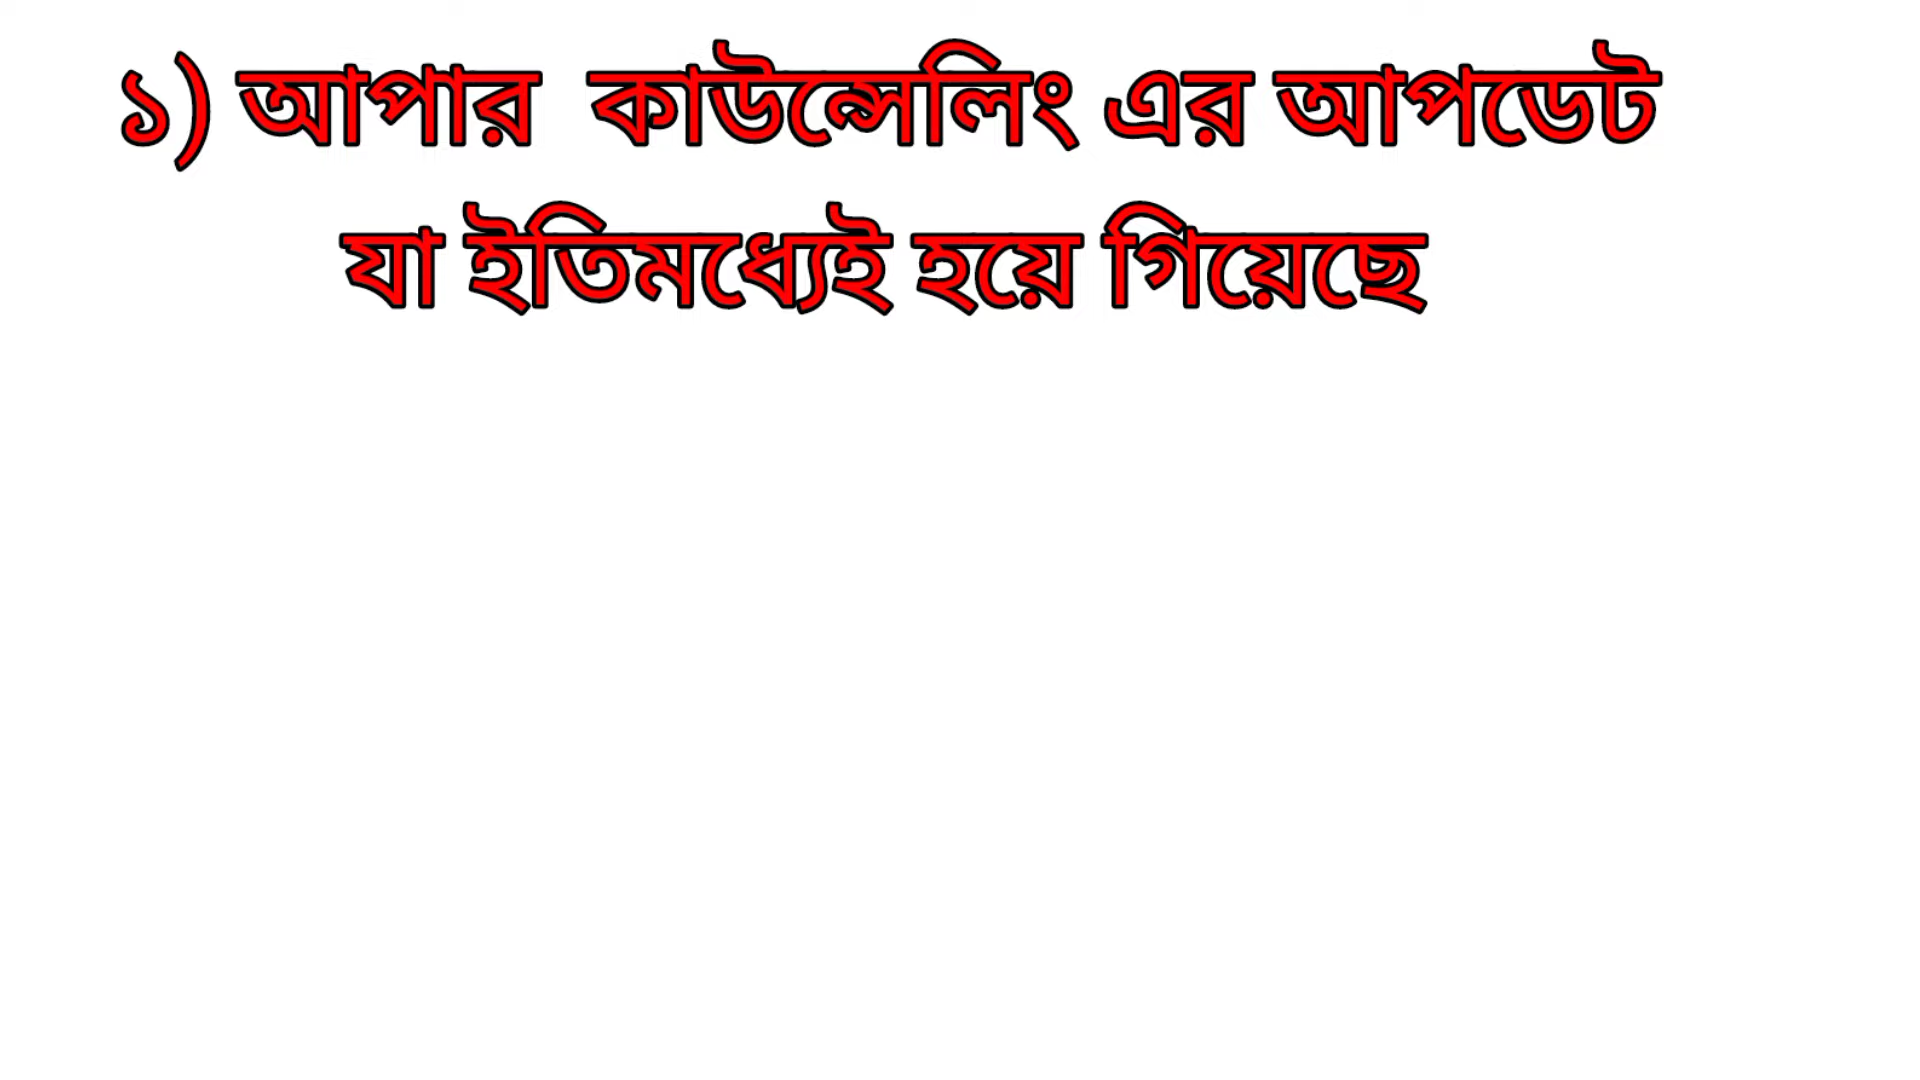 ১) আপার কাউন্সেলিং এর আপডেট
যা ইতিমধ্যেই হয়ে গিয়েছে